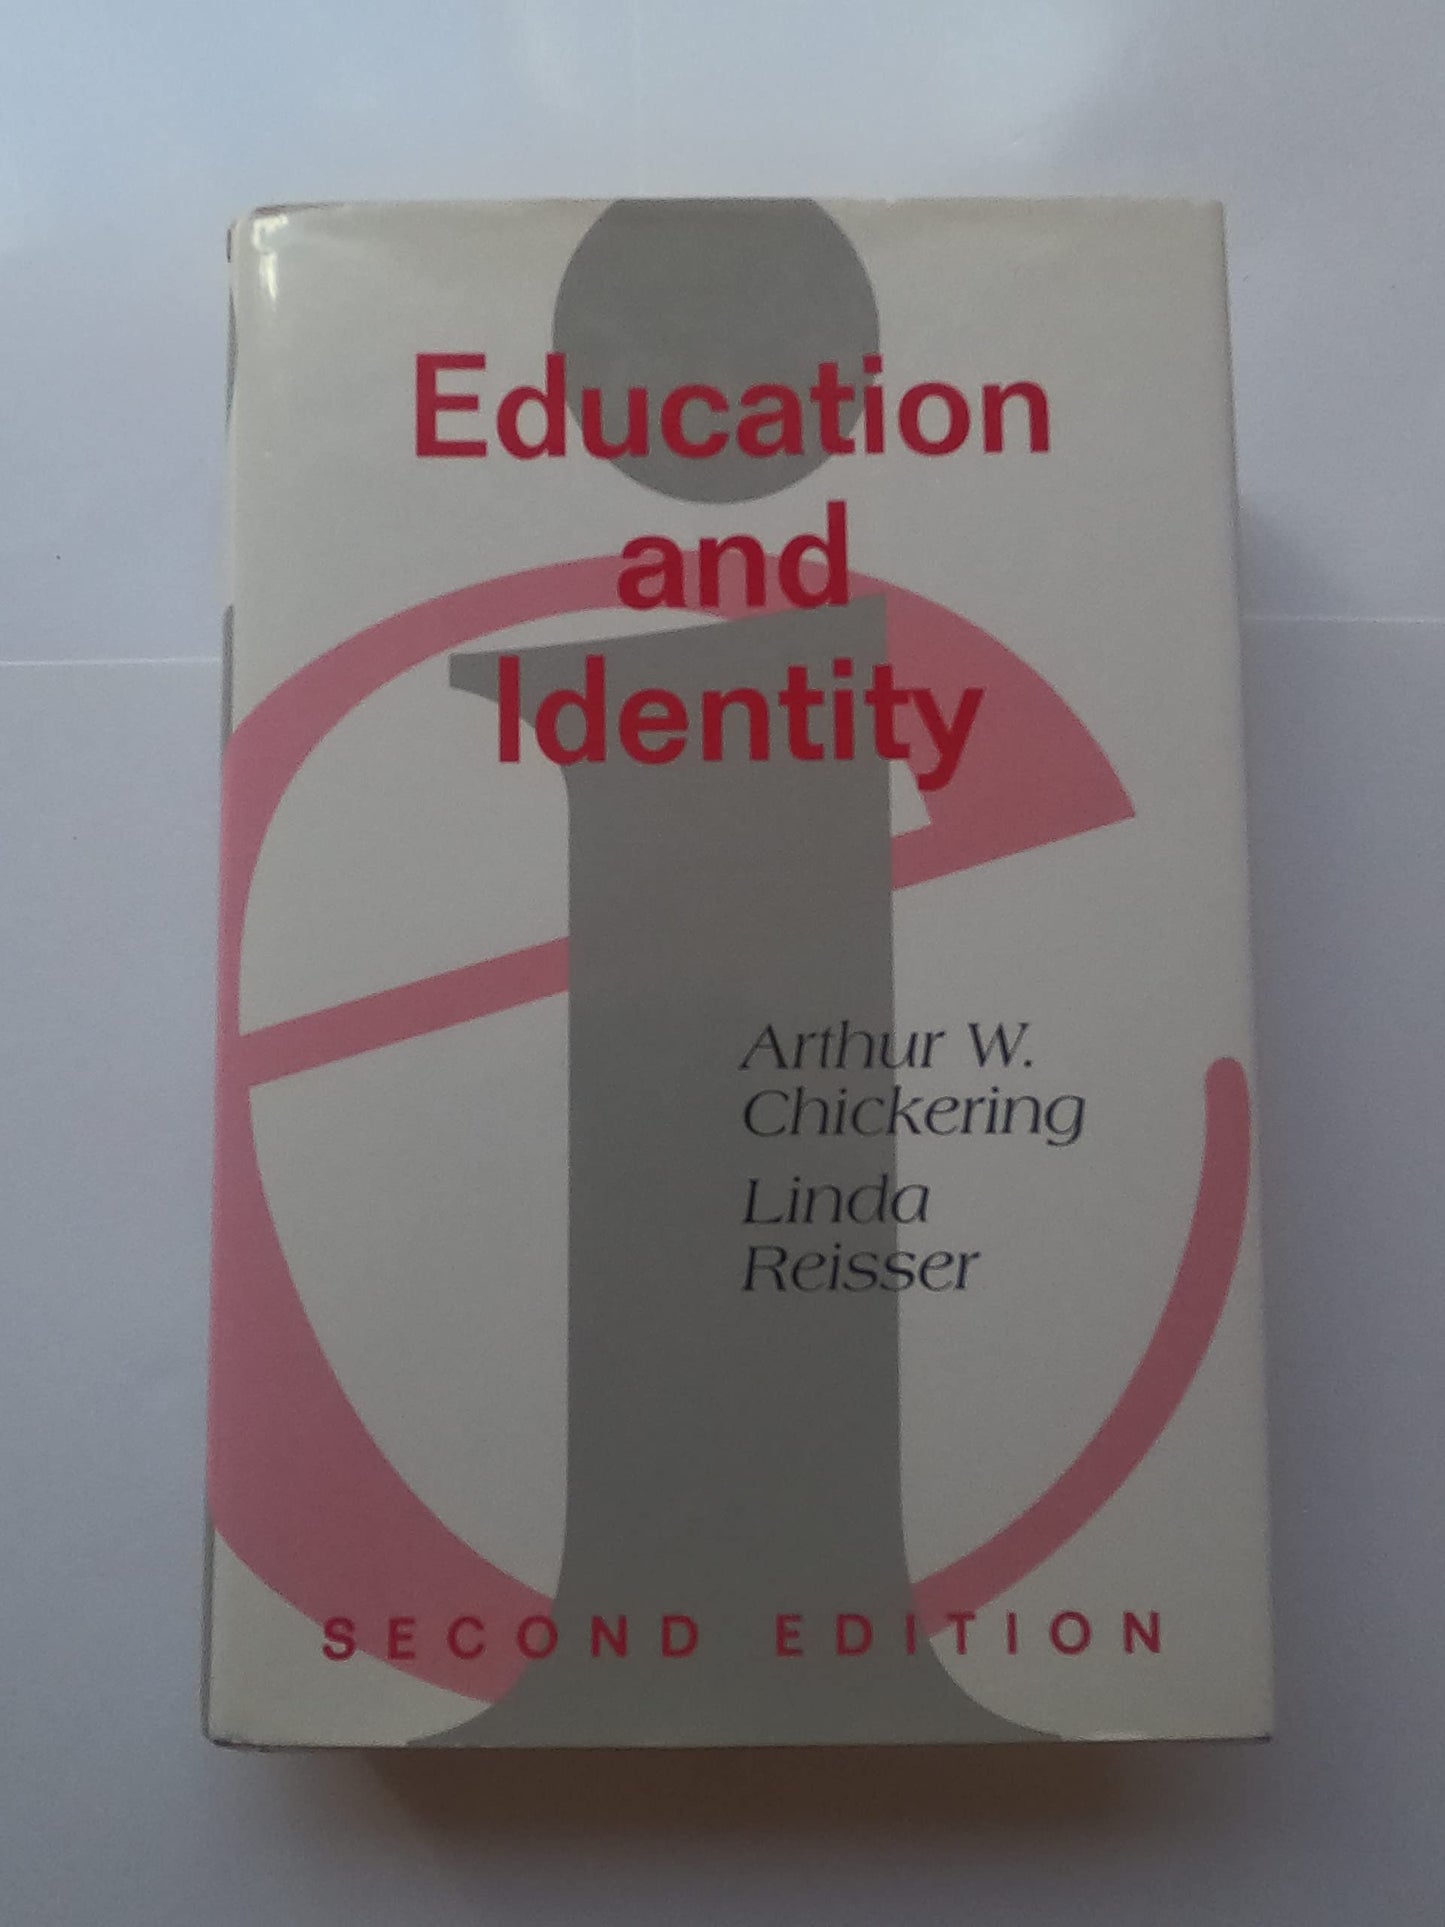 Education
and
Identity
Arthur W.
Chickering
Linda
Reisser
SECOND EDITION